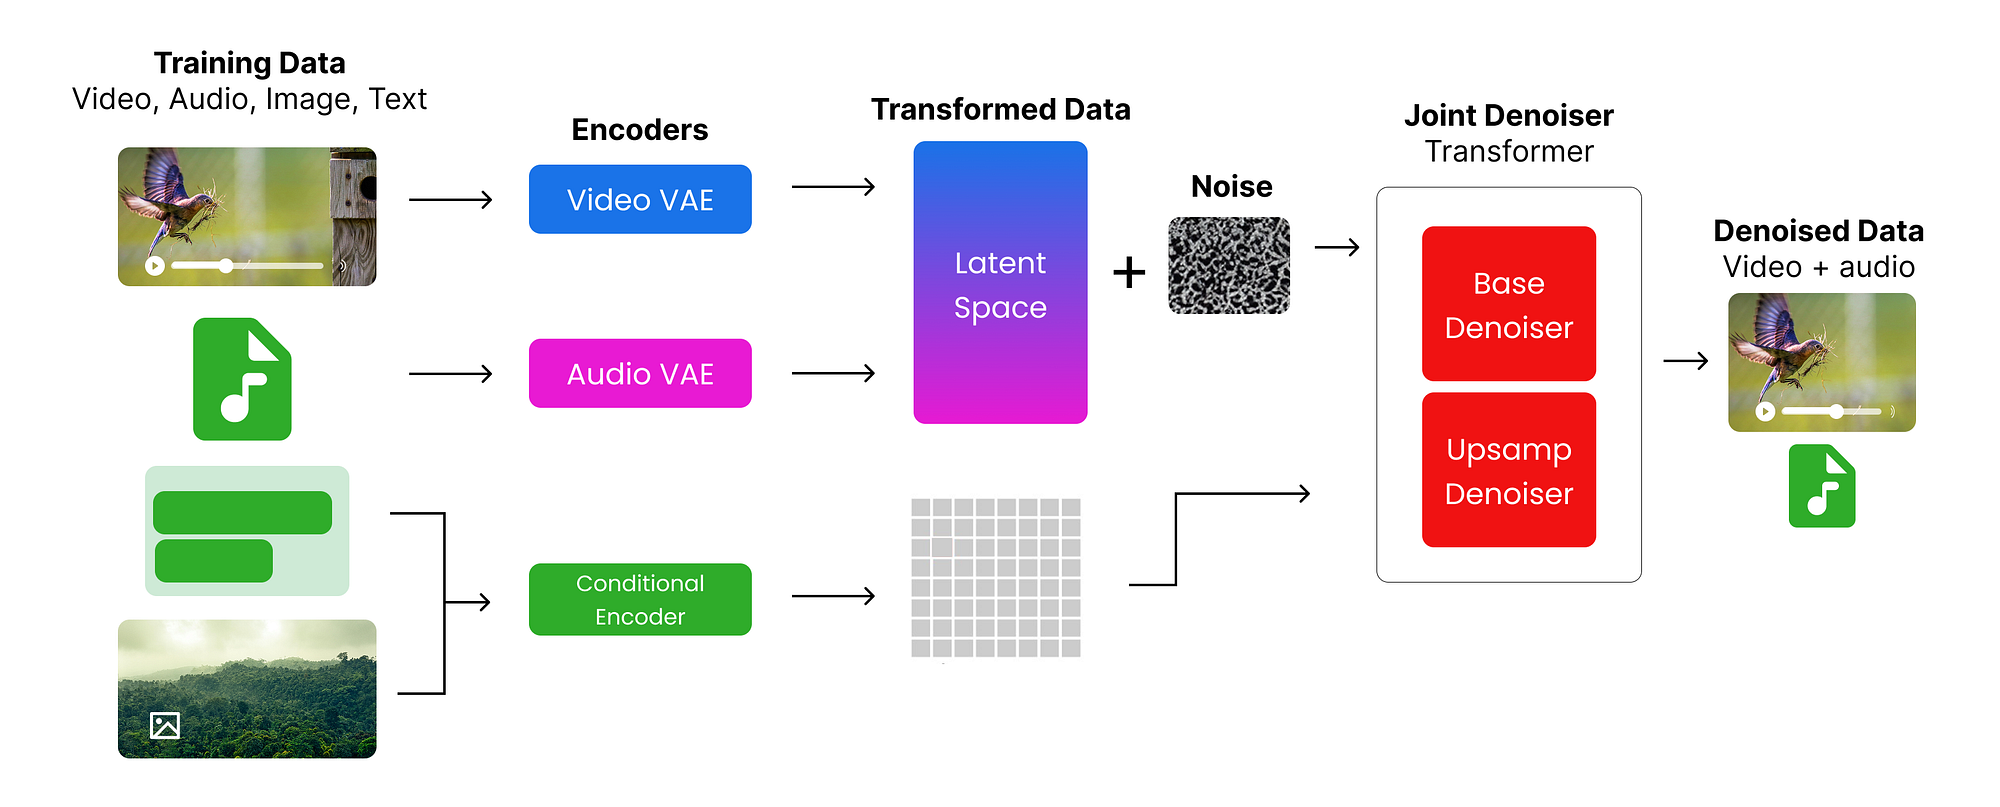 Training Data
Video, Audio, Image, Text
Encoders
Video VAE
Audio VAE
Conditional
Encoder
Transformed Data
Latent
Space
+
Noise
Joint Denoiser
Transformer
Base
Denoiser
Upsamp
Denoiser
Denoised Data
Video + audio